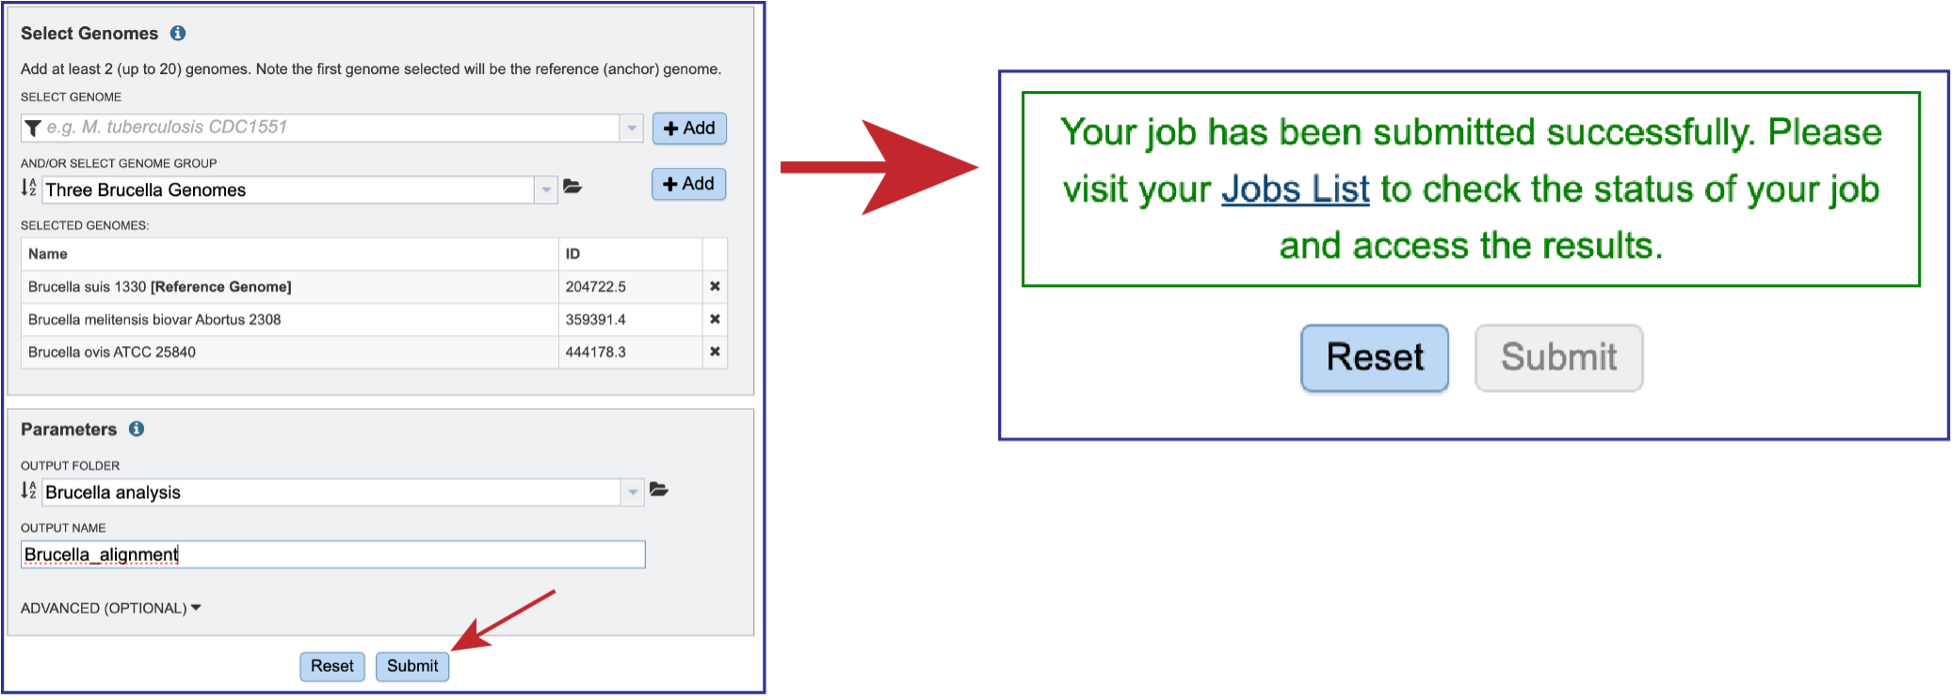 Select Genomes
Add at least 2 (up to 20) genomes. Note the first genome selected will be the reference (anchor) genome.
SELECT GENOME
e.g. M. tuberculosis CDC1551
Add
AND/OR SELECT GENOME GROUP
Three Brucella Genomes
Add
SELECTED GENOMES:
Name ID
Brucella suis 1330 [Reference Genome] 204722.5
Brucella melitensis biovar Abortus 2308 359391.4
Brucella ovis ATCC 25840 444178.3
Parameters
OUTPUT FOLDER
Brucella analysis
OUTPUT NAME
Brucella_alignment
ADVANCED (OPTIONAL)
Reset Submit
Your job has been submitted successfully. Please
visit your Jobs List to check the status of your job
and access the results.
Reset Submit